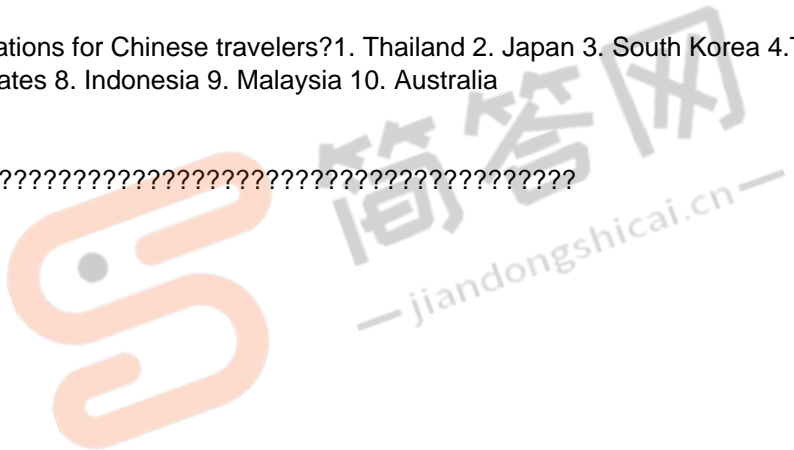 ations for Chinese travelers?1. Thailand 2. Japan 3. South Korea 4.T
ates 8. Indonesia 9. Malaysia 10. Australia
???????????????????????????????????????
简答网
jiandongshicai.cn